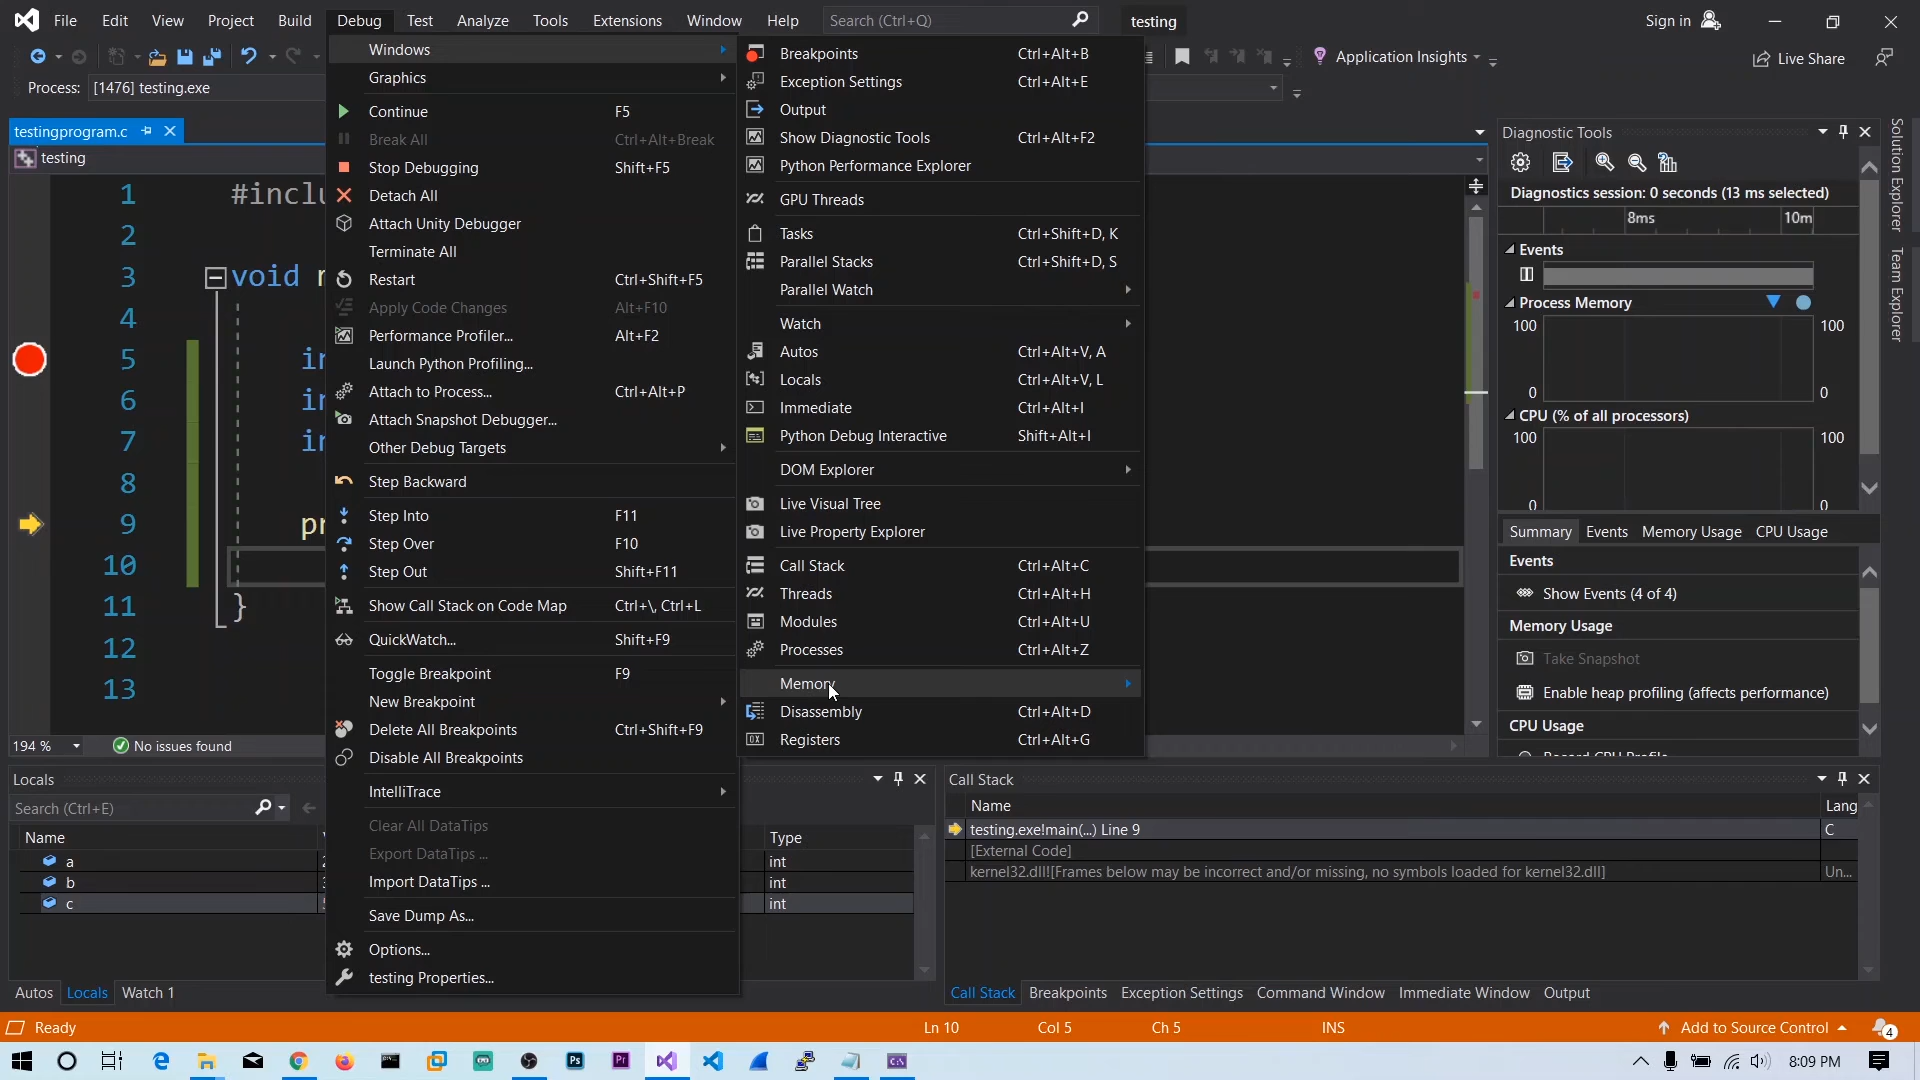 File Edit View Project Build Debug Test Analyze Tools Extensions Window Help Search (Ctrl+Q) testing Sign in
Application Insights Live Share
Process: [1476] testing.exe
testingprogram.c
testing
1 #inclu
2
3 void
4
5 in
6 in
7 in
8
9 pr
10
11 }
12
13
194 % No issues found
Windows
Graphics
Continue F5
Break All Ctrl+Alt+Break
Stop Debugging Shift+F5
Detach All
Attach Unity Debugger
Terminate All
Restart Ctrl+Shift+F5
Apply Code Changes Alt+F10
Performance Profiler... Alt+F2
Launch Python Profiling...
Attach to Process... Ctrl+Alt+P
Attach Snapshot Debugger...
Other Debug Targets
Step Backward
Step Into F11
Step Over F10
Step Out Shift+F11
Show Call Stack on Code Map Ctrl+\, Ctrl+L
QuickWatch... Shift+F9
Toggle Breakpoint F9
New Breakpoint
Delete All Breakpoints Ctrl+Shift+F9
Disable All Breakpoints
IntelliTrace
Clear All DataTips
Export DataTips ...
Import DataTips ...
Save Dump As...
Options...
testing Properties...
Breakpoints Ctrl+Alt+B
Exception Settings Ctrl+Alt+E
Output
Show Diagnostic Tools Ctrl+Alt+F2
Python Performance Explorer
GPU Threads
Tasks Ctrl+Shift+D, K
Parallel Stacks Ctrl+Shift+D, S
Parallel Watch
Watch
Autos Ctrl+Alt+V, A
Locals Ctrl+Alt+V, L
Immediate Ctrl+Alt+I
Python Debug Interactive Shift+Alt+I
DOM Explorer
Live Visual Tree
Live Property Explorer
Call Stack Ctrl+Alt+C
Threads Ctrl+Alt+H
Modules Ctrl+Alt+U
Processes Ctrl+Alt+Z
Memory
Disassembly Ctrl+Alt+D
Registers Ctrl+Alt+G
Diagnostic Tools
Diagnostics session: 0 seconds (13 ms selected)
8ms 10m
Events
Process Memory
100 100
0 0
CPU (% of all processors)
100 100
0 0
Summary Events Memory Usage CPU Usage
Events
Show Events (4 of 4)
Memory Usage
Take Snapshot
Enable heap profiling (affects performance)
CPU Usage
Solution Explorer
Team Explorer
Locals
Search (Ctrl+E)
Name Type
a int
b int
c int
Autos Locals Watch 1
Call Stack
Name Lang
testing.exe!main(...) Line 9 C
[External Code]
kernel32.dll![Frames below may be incorrect and/or missing, no symbols loaded for kernel32.dll] Un...
Call Stack Breakpoints Exception Settings Command Window Immediate Window Output
Ready Ln 10 Col 5 Ch 5 INS Add to Source Control 4
8:09 PM